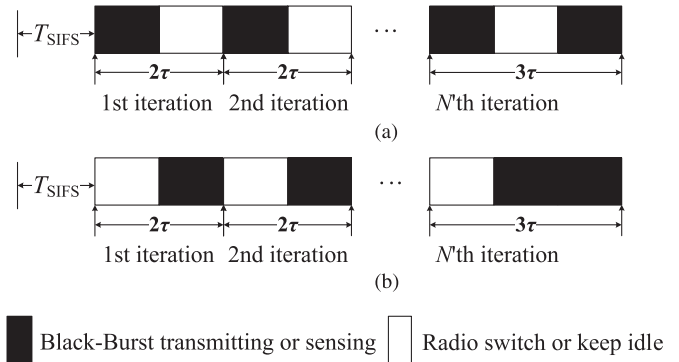 T_SIFS
2τ 2τ ··· 3τ
1st iteration 2nd iteration N'th iteration
(a)
T_SIFS
2τ 2τ ··· 3τ
1st iteration 2nd iteration N'th iteration
(b)
Black-Burst transmitting or sensing Radio switch or keep idle